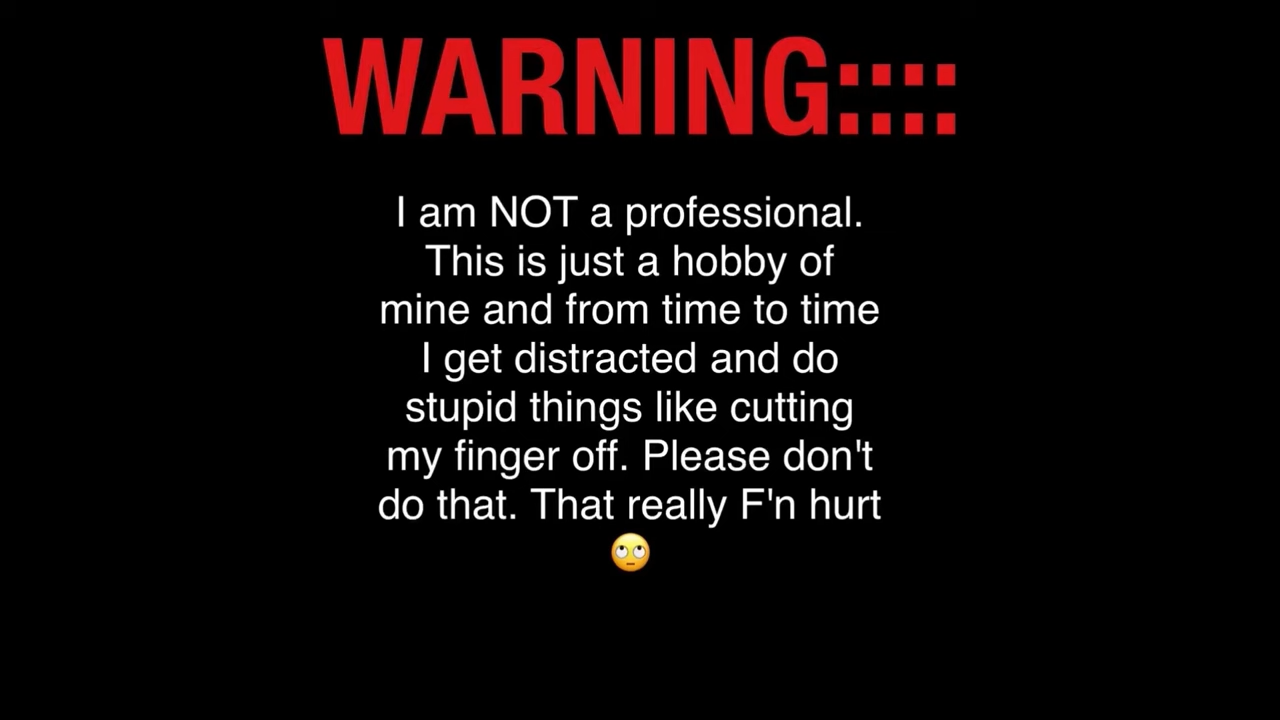 WARNING::::
I am NOT a professional.
This is just a hobby of
mine and from time to time
I get distracted and do
stupid things like cutting
my finger off. Please don't
do that. That really F'n hurt
🙄